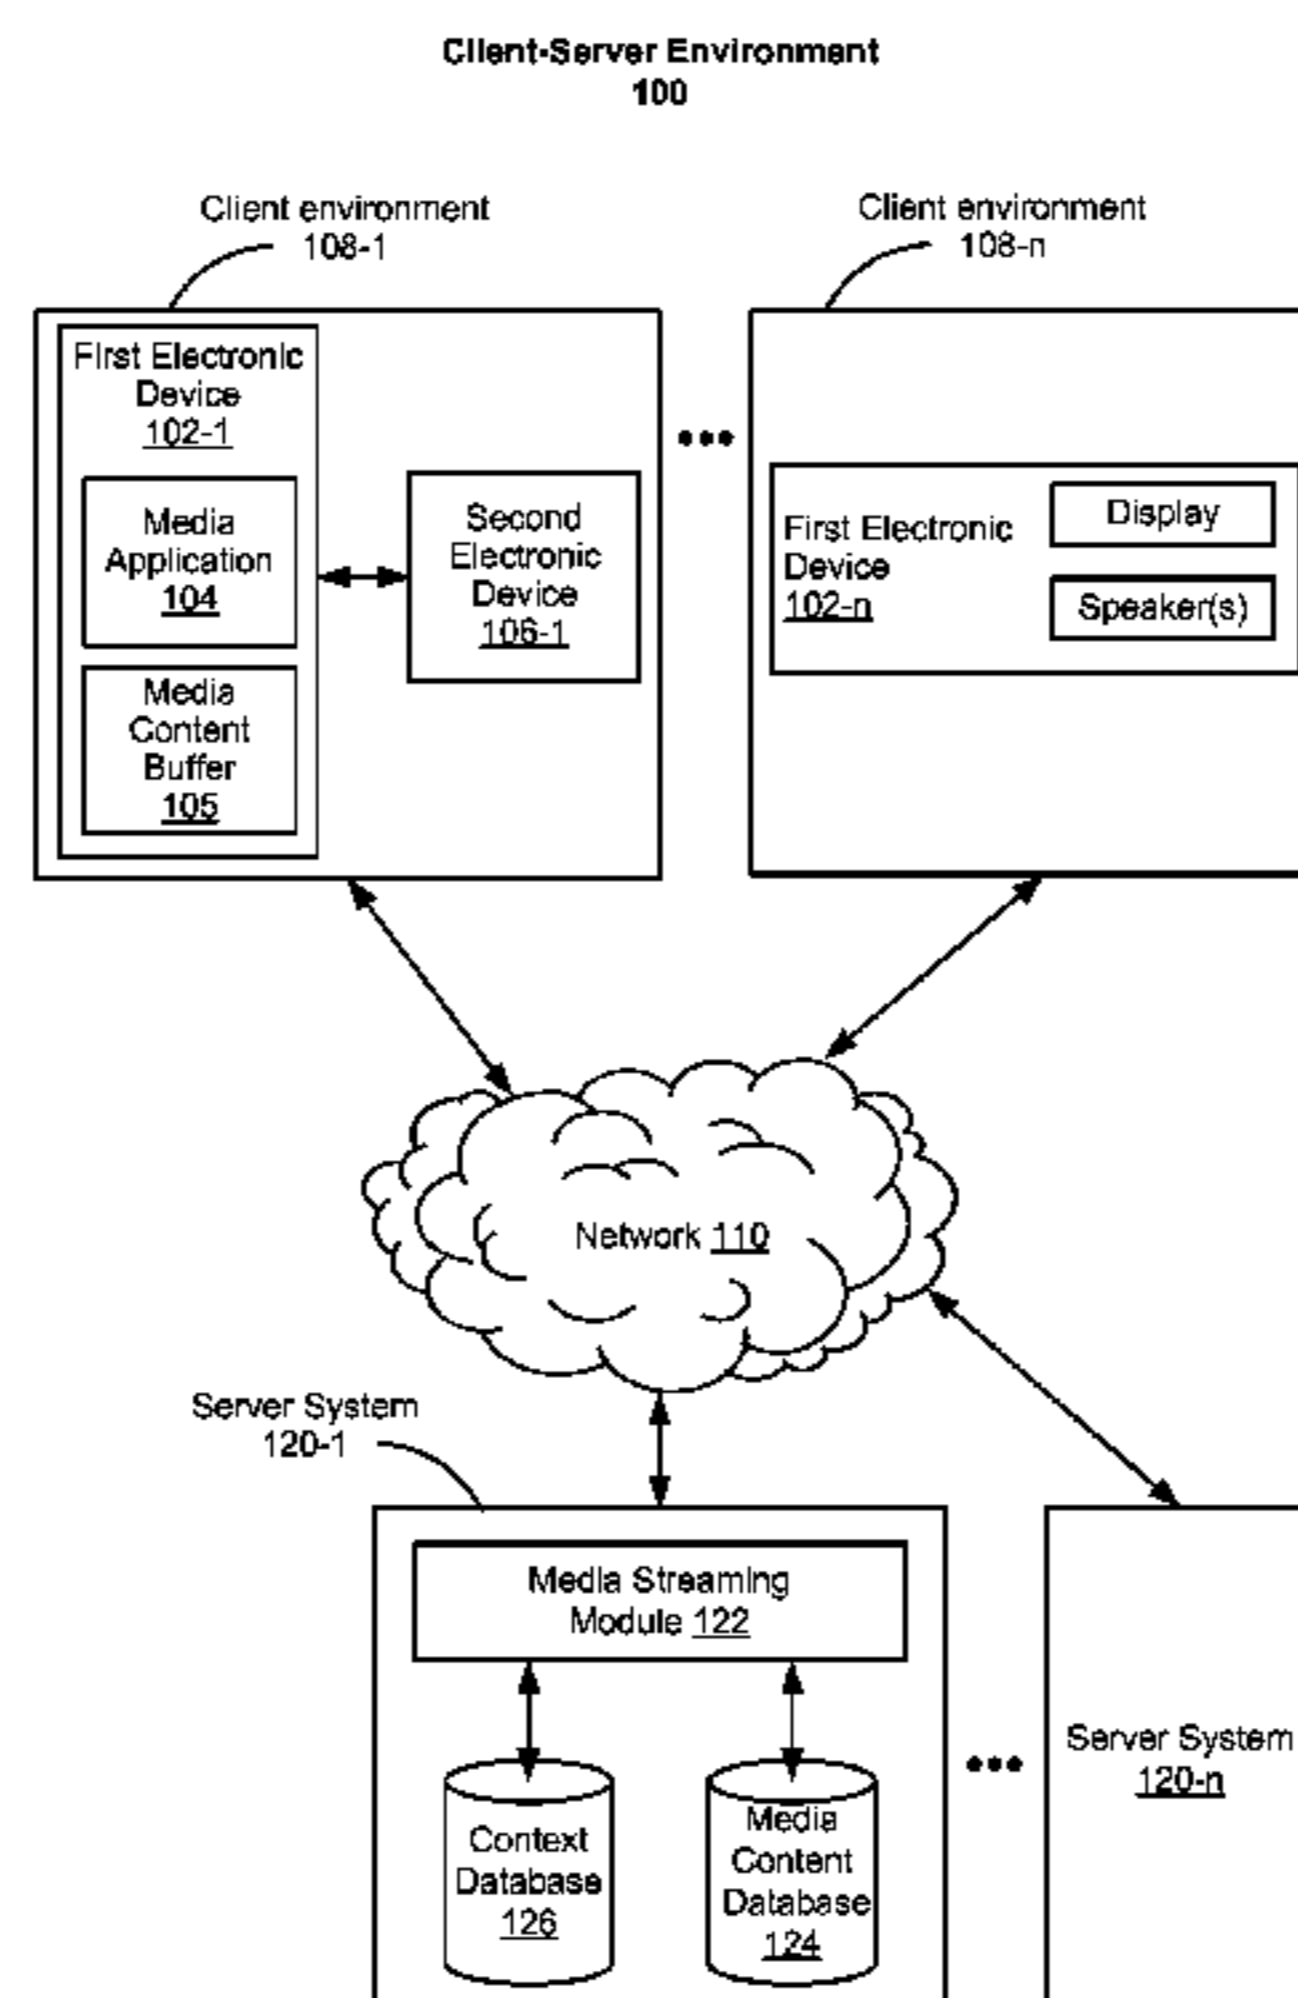 Client-Server Environment
100
Client environment
108-1
Client environment
108-n
First Electronic
Device
102-1
Media
Application
104
Media
Content
Buffer
105
Second
Electronic
Device
106-1
First Electronic
Device
102-n
Display
Speaker(s)
Network 110
Server System
120-1
Media Streaming
Module 122
Context
Database
126
Media
Content
Database
124
Server System
120-n